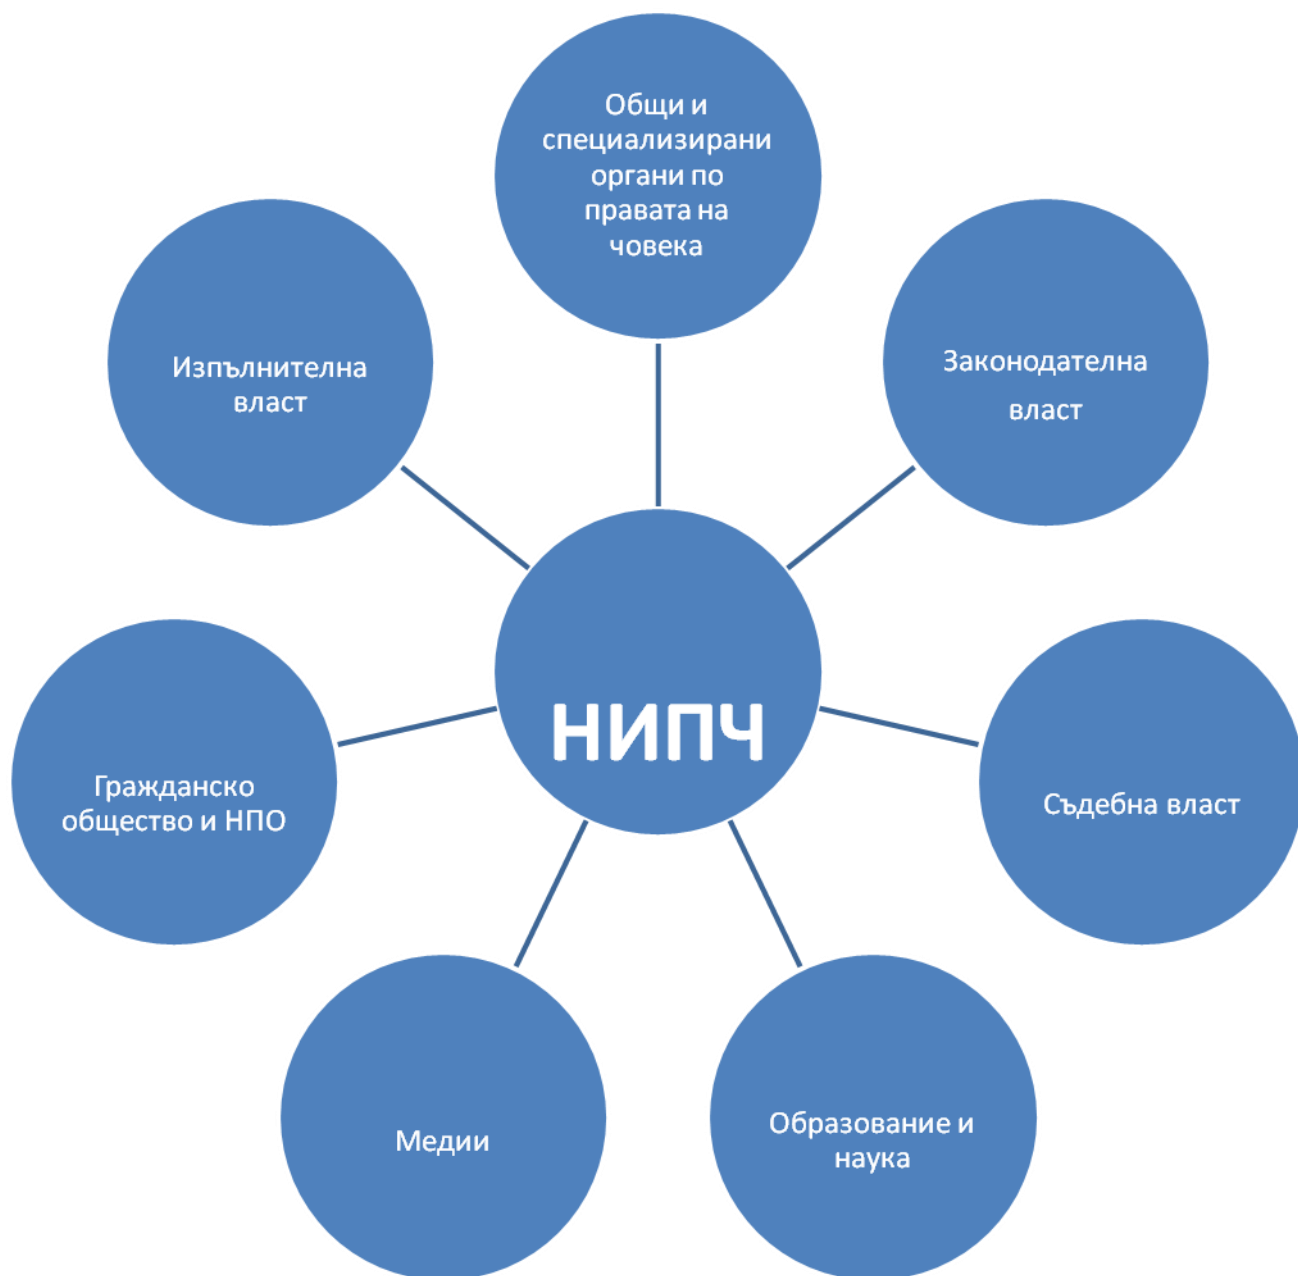 Общи и
специализирани
органи по
правата на
човека
Изпълнителна
власт
Законодателна
власт
НИПЧ
Гражданско
общество и НПО
Съдебна власт
Медии
Образование и
наука